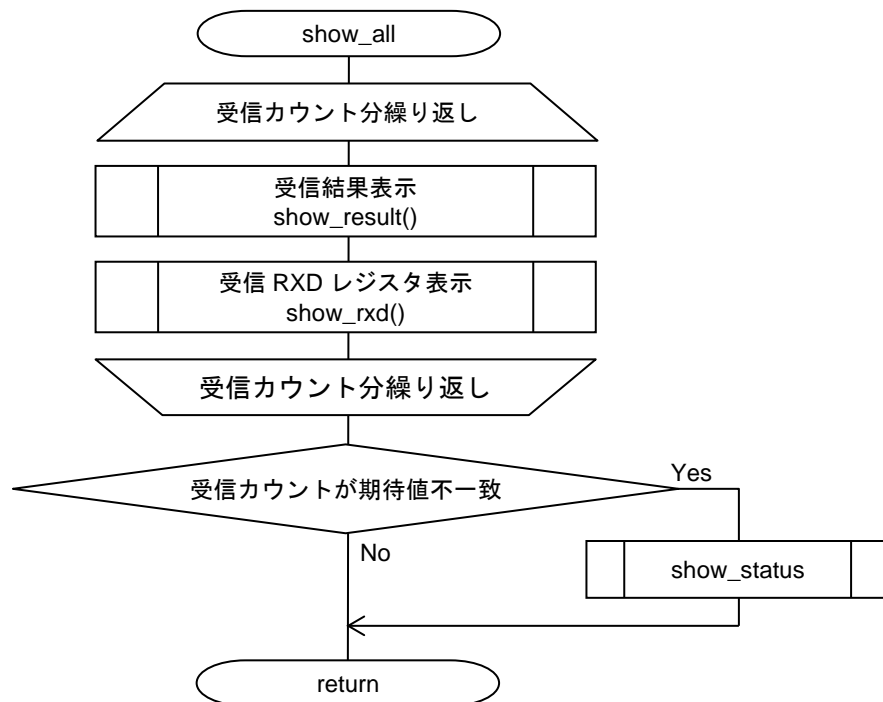 show_all
受信カウント分繰り返し
受信結果表示
show_result()
受信 RXD レジスタ表示
show_rxd()
受信カウント分繰り返し
受信カウントが期待値不一致
Yes
No
show_status
return